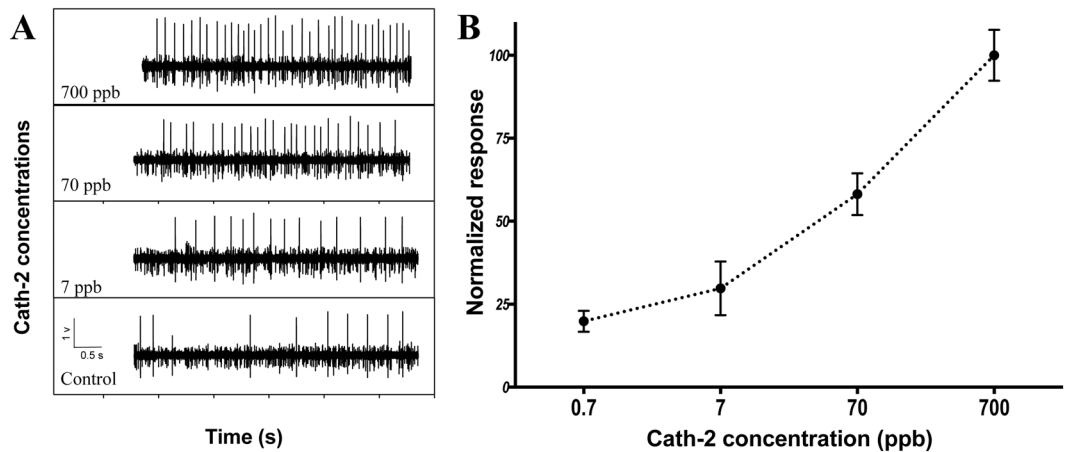 A
Cath-2 concentrations
700 ppb
70 ppb
7 ppb
1 v
0.5 s
Control
Time (s)
B
Normalized response
100
75
50
25
0
0.7 7 70 700
Cath-2 concentration (ppb)